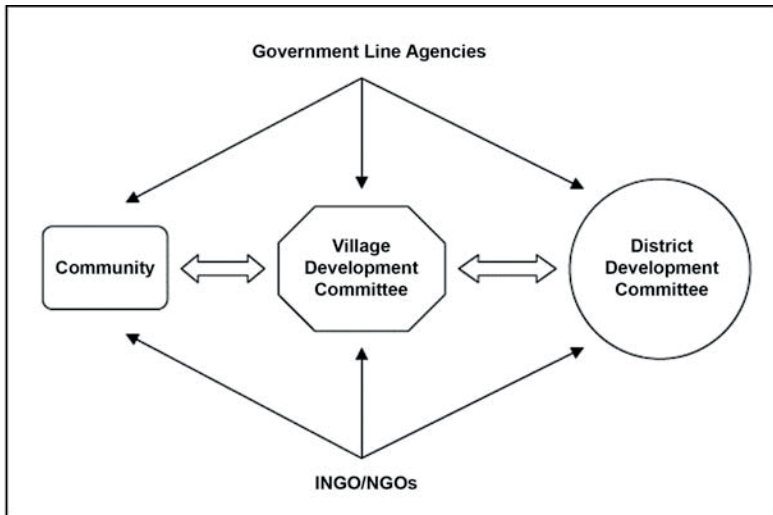 Government Line Agencies
Community
Village
Development
Committee
District
Development
Committee
INGO/NGOs